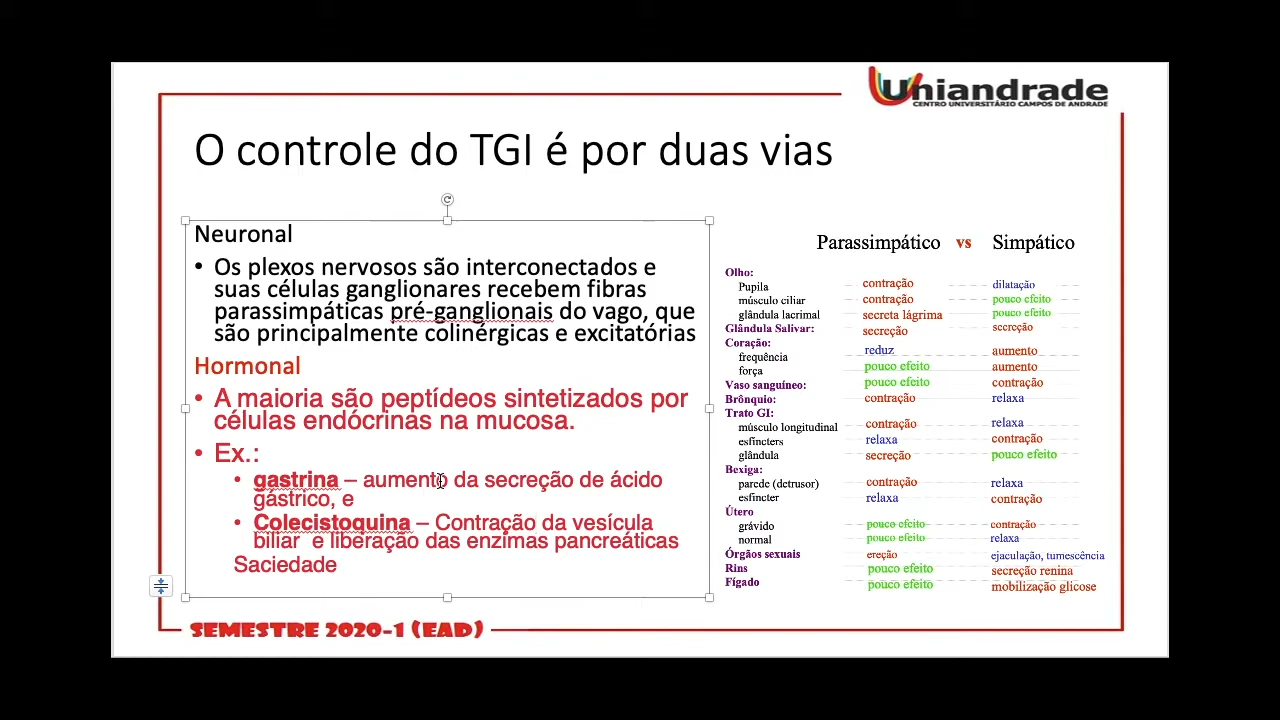 Uniandrade
CENTRO UNIVERSITÁRIO CAMPOS DE ANDRADE
O controle do TGI é por duas vias
Neuronal
• Os plexos nervosos são interconectados e
suas células ganglionares recebem fibras
parassimpáticas pré-ganglionais do vago, que
são principalmente colinérgicas e excitatórias
Hormonal
• A maioria são peptídeos sintetizados por
células endócrinas na mucosa.
• Ex.:
• gastrina – aumento da secreção de ácido
gástrico, e
• Colecistoquina – Contração da vesícula
biliar e liberação das enzimas pancreáticas
Saciedade
Parassimpático vs Simpático
Olho:
Pupila contração dilatação
músculo ciliar contração pouco efeito
glândula lacrimal secreta lágrima pouco efeito
Glândula Salivar: secreção secreção
Coração:
frequência reduz aumento
força pouco efeito aumento
Vaso sanguíneo: pouco efeito contração
Brônquio: contração relaxa
Trato GI:
músculo longitudinal contração relaxa
esfincters relaxa contração
glândula secreção pouco efeito
Bexiga:
parede (detrusor) contração relaxa
esfincter relaxa contração
Útero
grávido pouco efeito contração
normal pouco efeito relaxa
Órgãos sexuais ereção ejaculação, tumescência
Rins pouco efeito secreção renina
Fígado pouco efeito mobilização glicose
SEMESTRE 2020-1 (EAD)